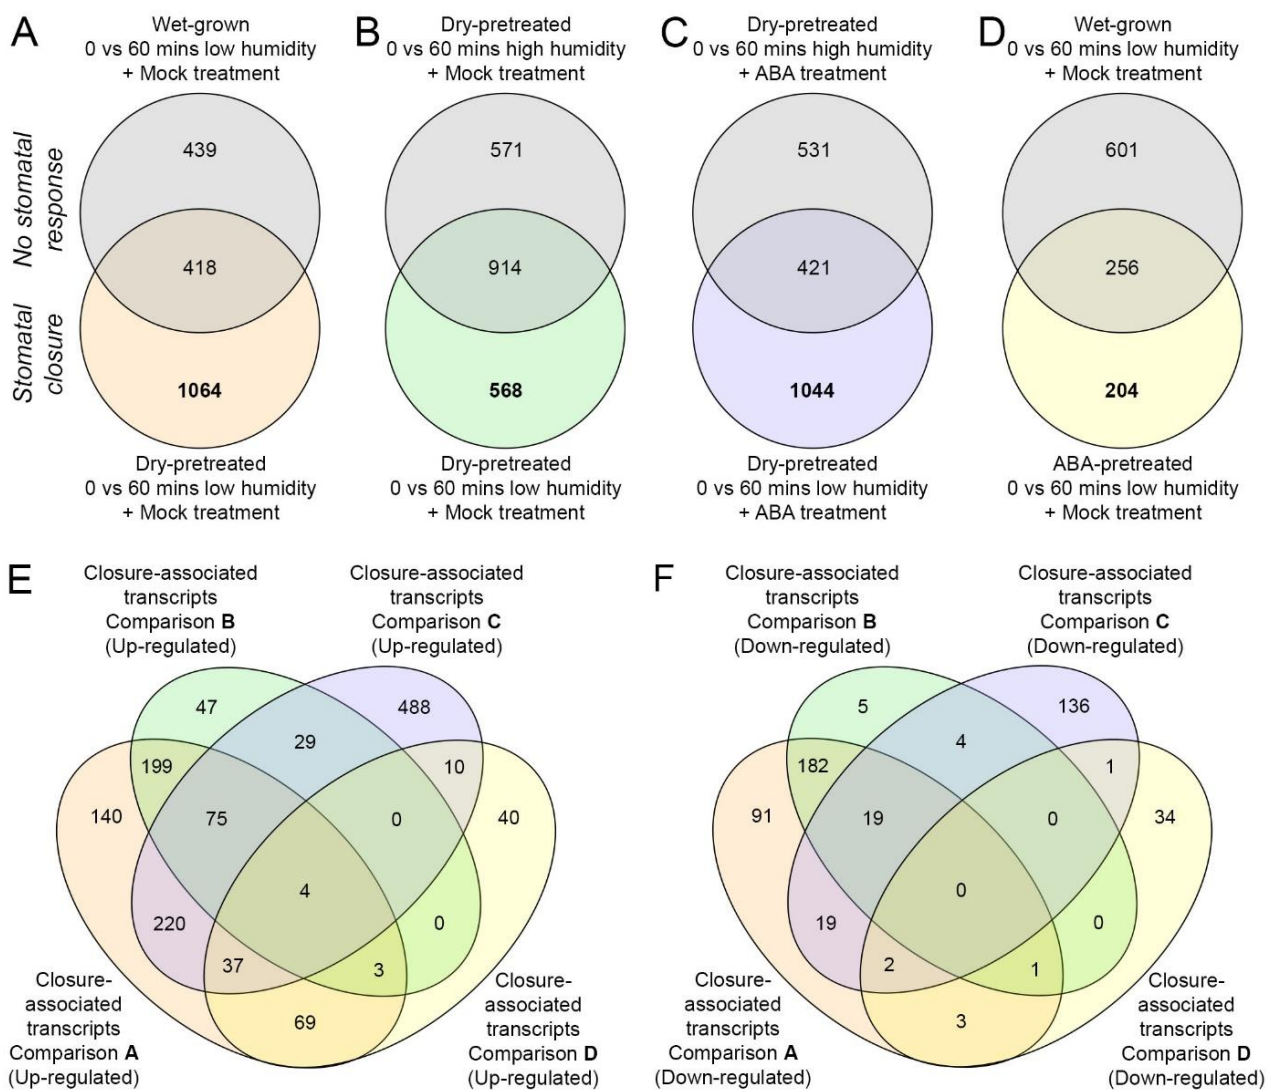 A
Wet-grown
0 vs 60 mins low humidity
+ Mock treatment
B
Dry-pretreated
0 vs 60 mins high humidity
+ Mock treatment
C
Dry-pretreated
0 vs 60 mins high humidity
+ ABA treatment
D
Wet-grown
0 vs 60 mins low humidity
+ Mock treatment
No stomatal
response
Stomatal
closure
439
418
1064
571
914
568
531
421
1044
601
256
204
Dry-pretreated
0 vs 60 mins low humidity
+ Mock treatment
Dry-pretreated
0 vs 60 mins low humidity
+ Mock treatment
Dry-pretreated
0 vs 60 mins low humidity
+ ABA treatment
ABA-pretreated
0 vs 60 mins low humidity
+ Mock treatment
E
Closure-associated
transcripts
Comparison B
(Up-regulated)
Closure-associated
transcripts
Comparison C
(Up-regulated)
47
488
29
199
10
140
75
0
40
4
220
0
37
3
69
Closure-
associated
transcripts
Comparison A
(Up-regulated)
Closure-
associated
transcripts
Comparison D
(Up-regulated)
F
Closure-associated
transcripts
Comparison B
(Down-regulated)
Closure-associated
transcripts
Comparison C
(Down-regulated)
5
136
4
182
1
91
19
0
34
0
19
0
2
1
3
Closure-
associated
transcripts
Comparison A
(Down-regulated)
Closure-
associated
transcripts
Comparison D
(Down-regulated)